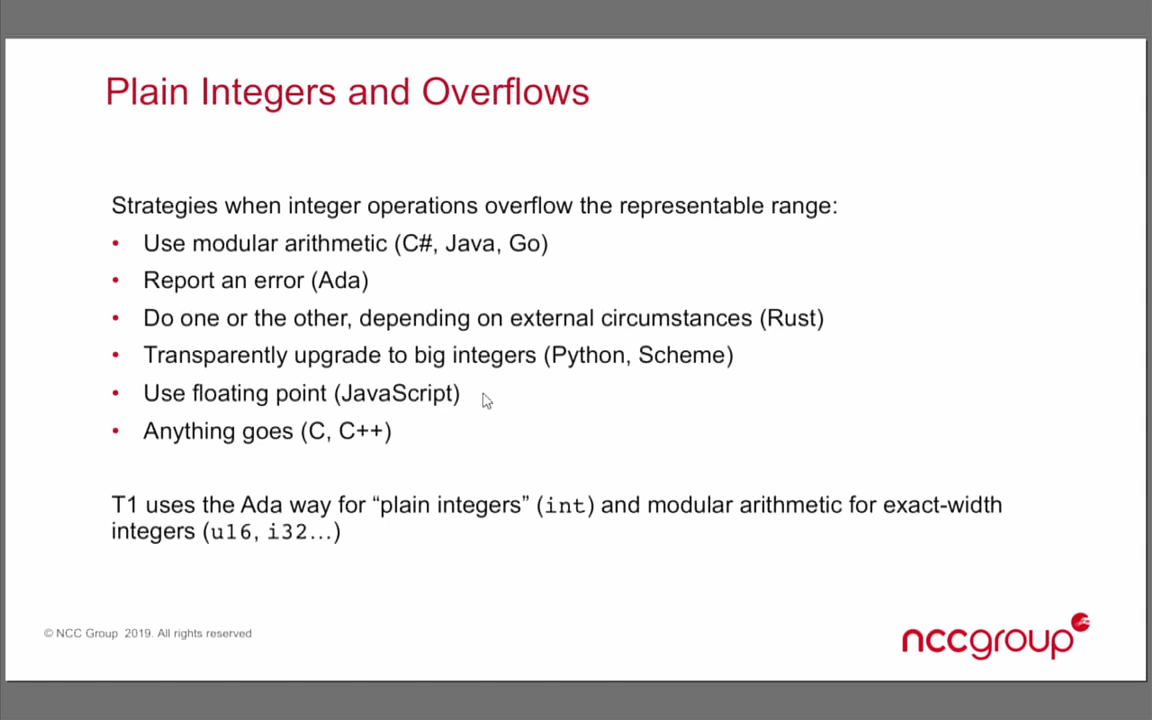 Plain Integers and Overflows
Strategies when integer operations overflow the representable range:
• Use modular arithmetic (C#, Java, Go)
• Report an error (Ada)
• Do one or the other, depending on external circumstances (Rust)
• Transparently upgrade to big integers (Python, Scheme)
• Use floating point (JavaScript)
• Anything goes (C, C++)
T1 uses the Ada way for “plain integers” (int) and modular arithmetic for exact-width
integers (u16, i32…)
© NCC Group 2019. All rights reserved
nccgroup